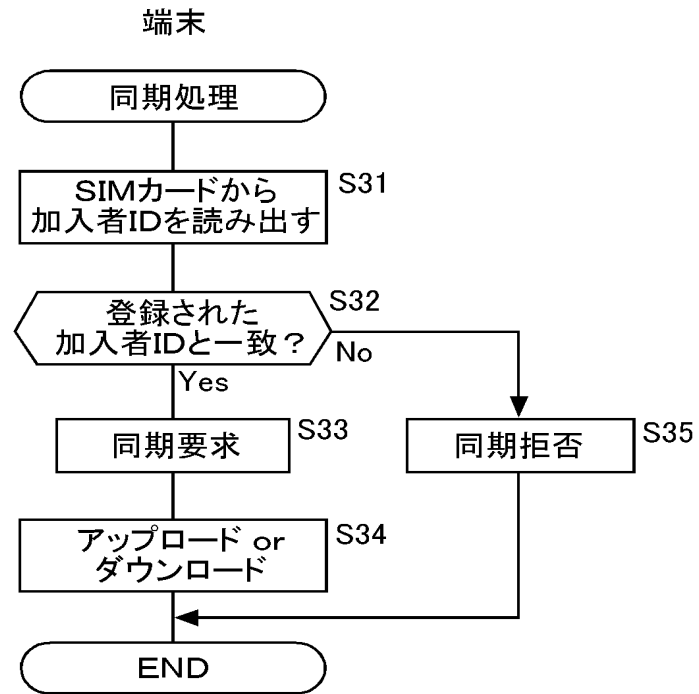 端末
同期処理
SIMカードから
加入者IDを読み出す
S31
登録された
加入者IDと一致？
S32
No
Yes
同期要求
S33
同期拒否
S35
アップロード or
ダウンロード
S34
END